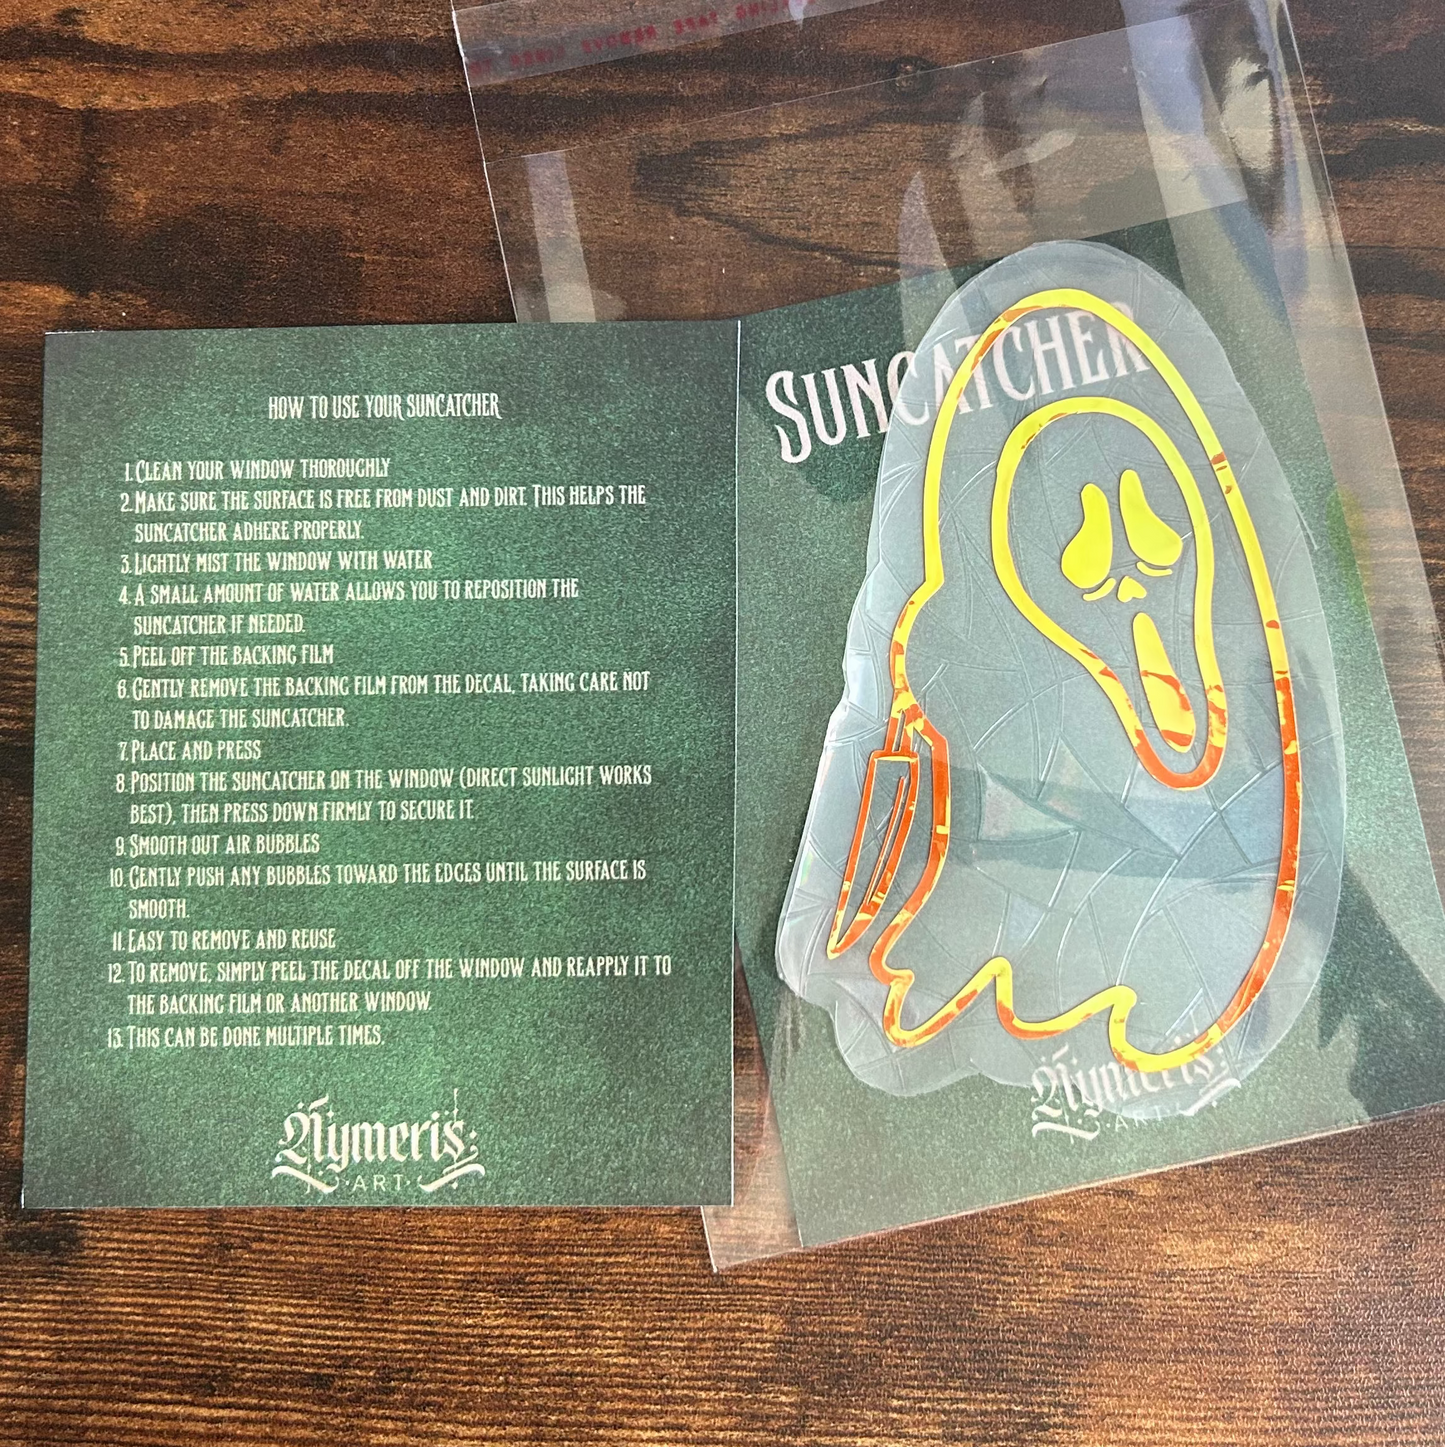 HOW TO USE YOUR SUNCATCHER
1. CLEAN YOUR WINDOW THOROUGHLY
2. MAKE SURE THE SURFACE IS FREE FROM DUST AND DIRT. THIS HELPS THE
SUNCATCHER ADHERE PROPERLY.
3. LIGHTLY MIST THE WINDOW WITH WATER
4. A SMALL AMOUNT OF WATER ALLOWS YOU TO REPOSITION THE
SUNCATCHER IF NEEDED.
5. PEEL OFF THE BACKING FILM
6. GENTLY REMOVE THE BACKING FILM FROM THE DECAL, TAKING CARE NOT
TO DAMAGE THE SUNCATCHER.
7. PLACE AND PRESS
8. POSITION THE SUNCATCHER ON THE WINDOW (DIRECT SUNLIGHT WORKS
BEST), THEN PRESS DOWN FIRMLY TO SECURE IT.
9. SMOOTH OUT AIR BUBBLES
10. GENTLY PUSH ANY BUBBLES TOWARD THE EDGES UNTIL THE SURFACE IS
SMOOTH.
11. EASY TO REMOVE AND REUSE
12. TO REMOVE, SIMPLY PEEL THE DECAL OFF THE WINDOW AND REAPPLY IT TO
THE BACKING FILM OR ANOTHER WINDOW.
13. THIS CAN BE DONE MULTIPLE TIMES.
Nymeris
ART
SUNCATCHER
Nymeris
ART